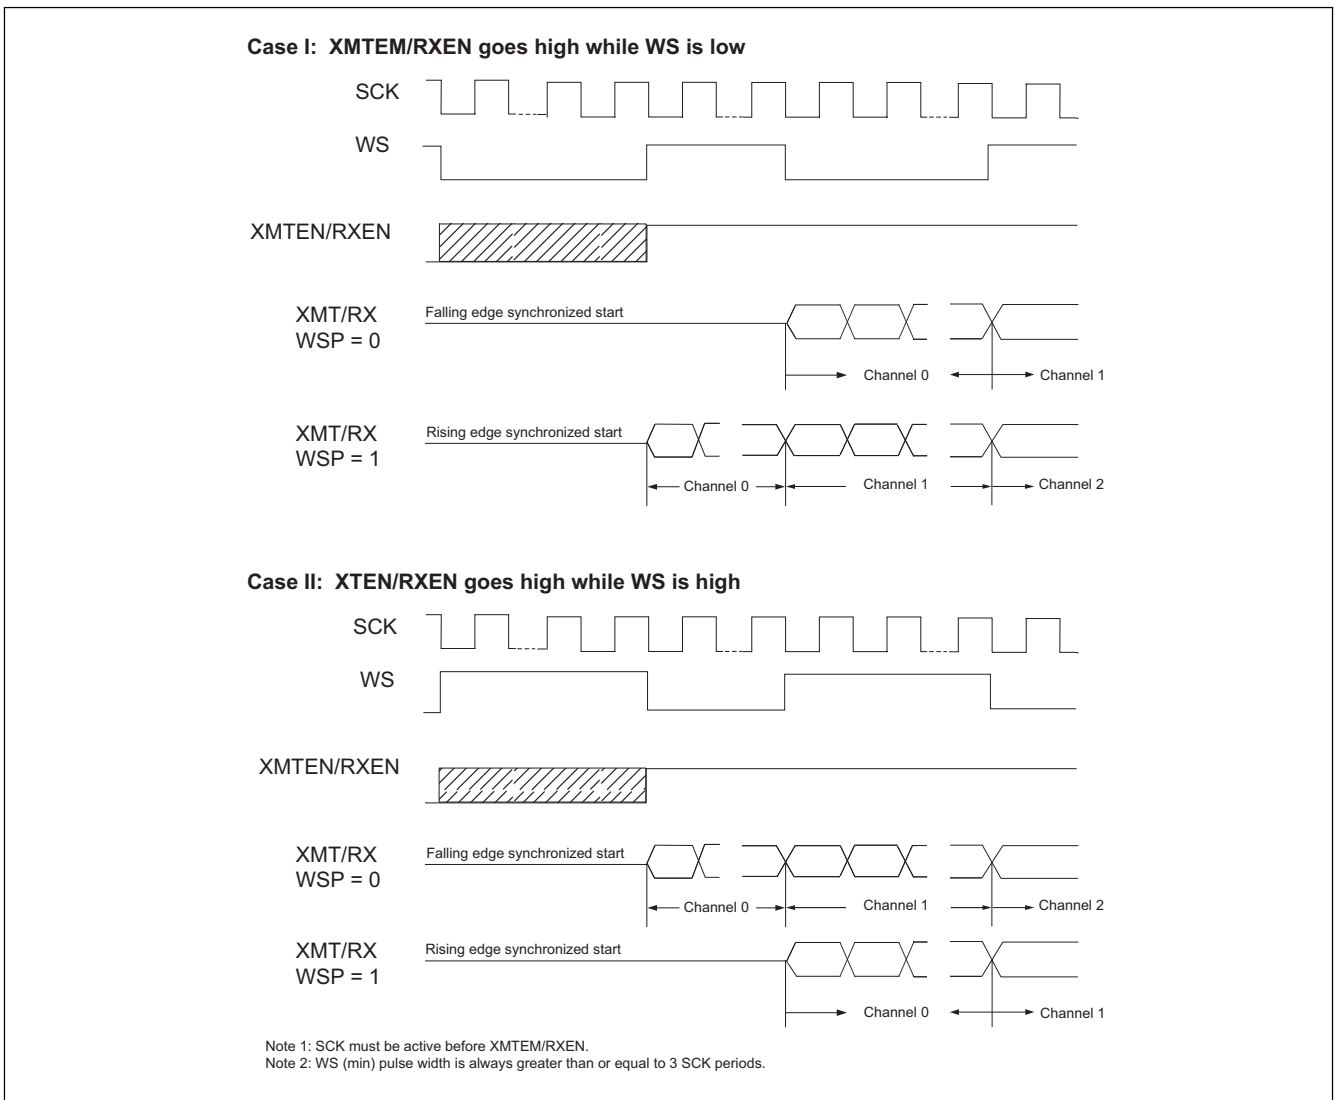 Case I: XMTEM/RXEN goes high while WS is low
SCK
WS
XMTEN/RXEN
XMT/RX
WSP = 0
Falling edge synchronized start
Channel 0
Channel 1
XMT/RX
WSP = 1
Rising edge synchronized start
Channel 0
Channel 1
Channel 2
Case II: XTEN/RXEN goes high while WS is high
SCK
WS
XMTEN/RXEN
XMT/RX
WSP = 0
Falling edge synchronized start
Channel 0
Channel 1
Channel 2
XMT/RX
WSP = 1
Rising edge synchronized start
Channel 0
Channel 1
Note 1: SCK must be active before XMTEM/RXEN.
Note 2: WS (min) pulse width is always greater than or equal to 3 SCK periods.